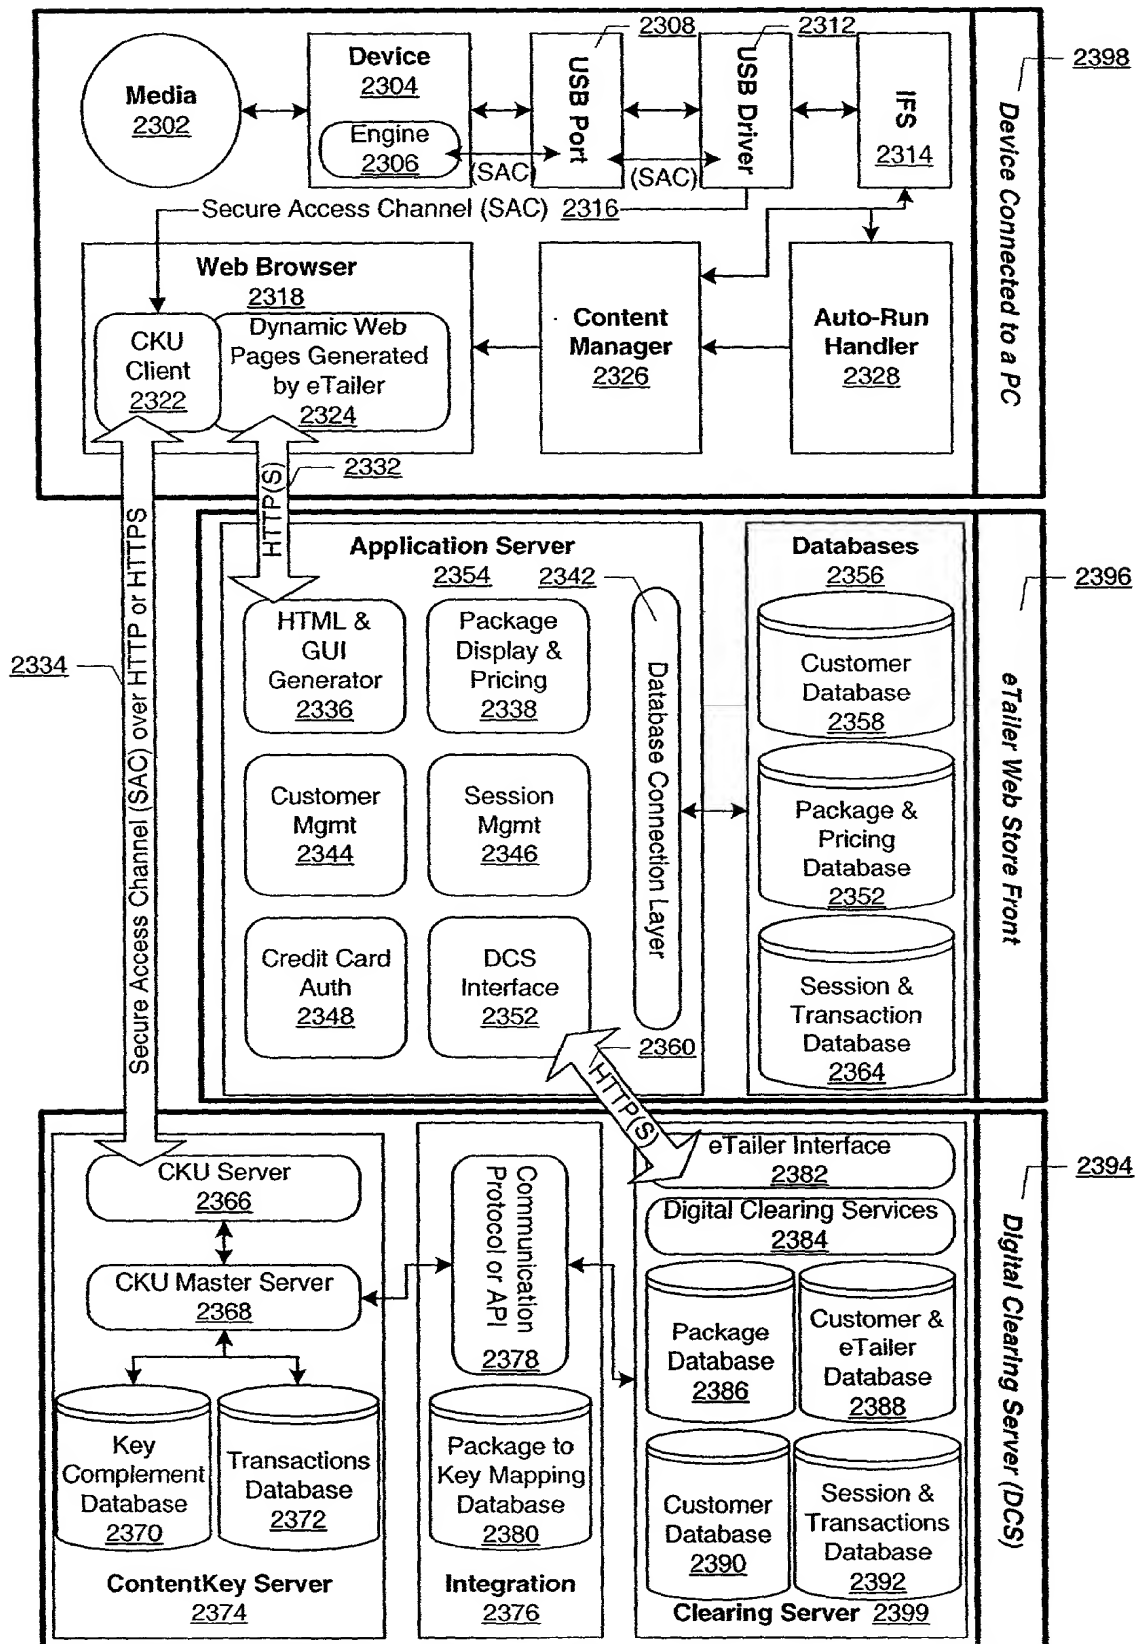 2308
2312
2398
Device
2304
Media
2302
Engine
2306
USB Port
USB Driver
IFS
2314
(SAC)
(SAC)
Secure Access Channel (SAC) 2316
Device Connected to a PC
Web Browser
2318
CKU
Client
2322
Dynamic Web
Pages Generated
by eTailer
2324
Content
Manager
2326
Auto-Run
Handler
2328
HTTP(S)
2332
2334
Secure Access Channel (SAC) over HTTP or HTTPS
Application Server
2354
2342
Databases
2356
2396
HTML &
GUI
Generator
2336
Package
Display &
Pricing
2338
Database Connection Layer
Customer
Database
2358
eTailer Web Store Front
Customer
Mgmt
2344
Session
Mgmt
2346
Package &
Pricing
Database
2352
Credit Card
Auth
2348
DCS
Interface
2352
Session &
Transaction
Database
2364
2360
HTTP(S)
CKU Server
2366
Communication
Protocol or API
2378
eTailer Interface
2382
2394
Digital Clearing Services
2384
CKU Master Server
2368
Package
Database
2386
Customer &
eTailer
Database
2388
Digital Clearing Server (DCS)
Key
Complement
Database
2370
Transactions
Database
2372
Package to
Key Mapping
Database
2380
Customer
Database
2390
Session &
Transactions
Database
2392
ContentKey Server
2374
Integration
2376
Clearing Server 2399